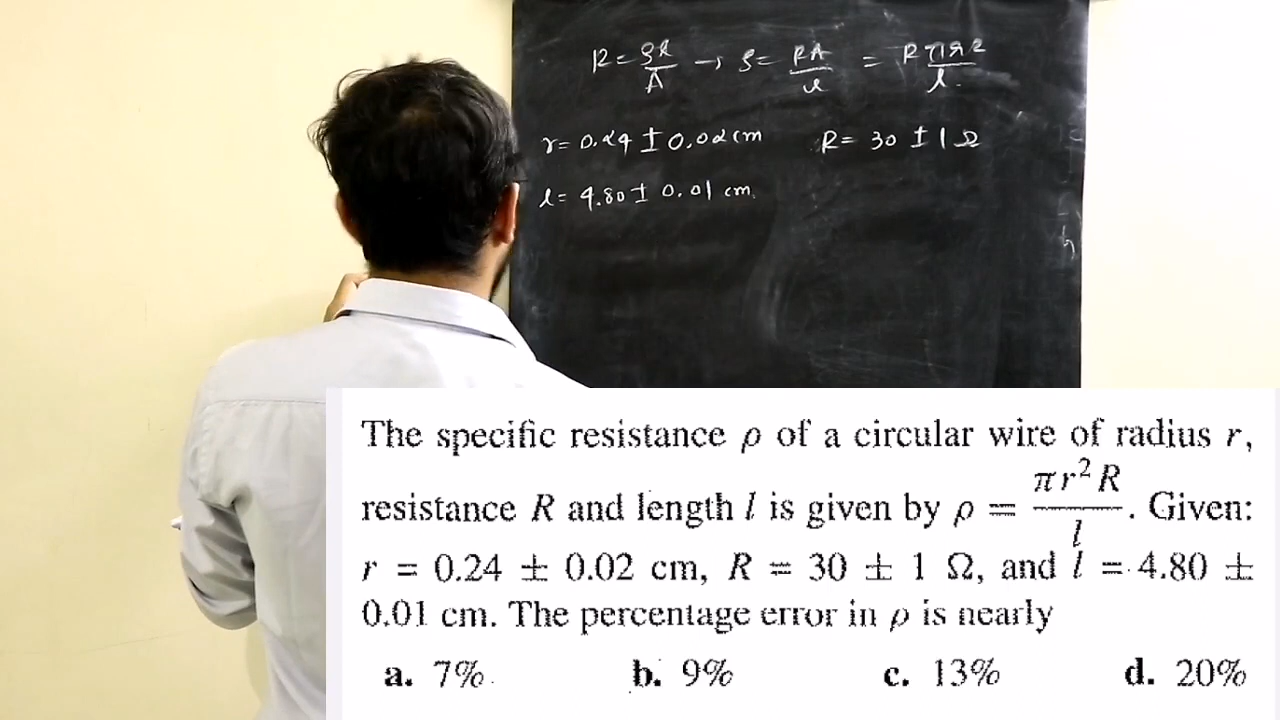 R = ρl/A → ρ = RA/l = Rπr²/l.
r = 0.24 ± 0.02 cm R = 30 ± 1 Ω
l = 4.80 ± 0.01 cm.
The specific resistance ρ of a circular wire of radius r,
resistance R and length l is given by ρ = πr²R/l. Given:
r = 0.24 ± 0.02 cm, R = 30 ± 1 Ω, and l = 4.80 ±
0.01 cm. The percentage error in ρ is nearly
a. 7% b. 9% c. 13% d. 20%